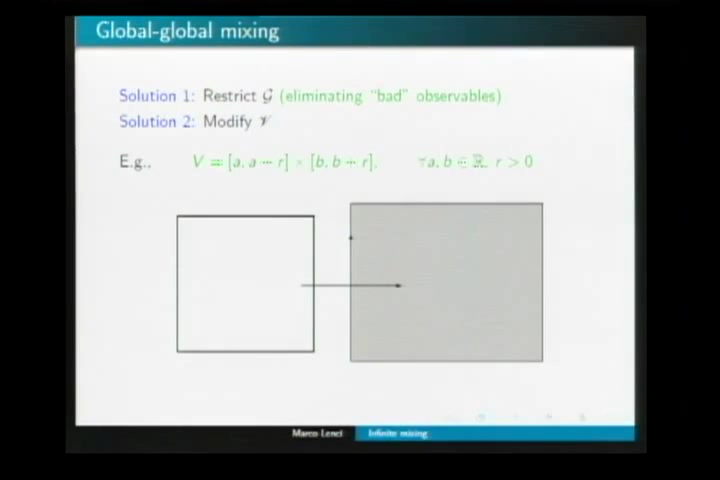 Global-global mixing
Solution 1: Restrict 𝒢 (eliminating "bad" observables)
Solution 2: Modify 𝒱
E.g., V = [a, a + r] × [b, b + r], ∀a, b ∈ ℝ, r > 0
Marco Lenci Infinite mixing